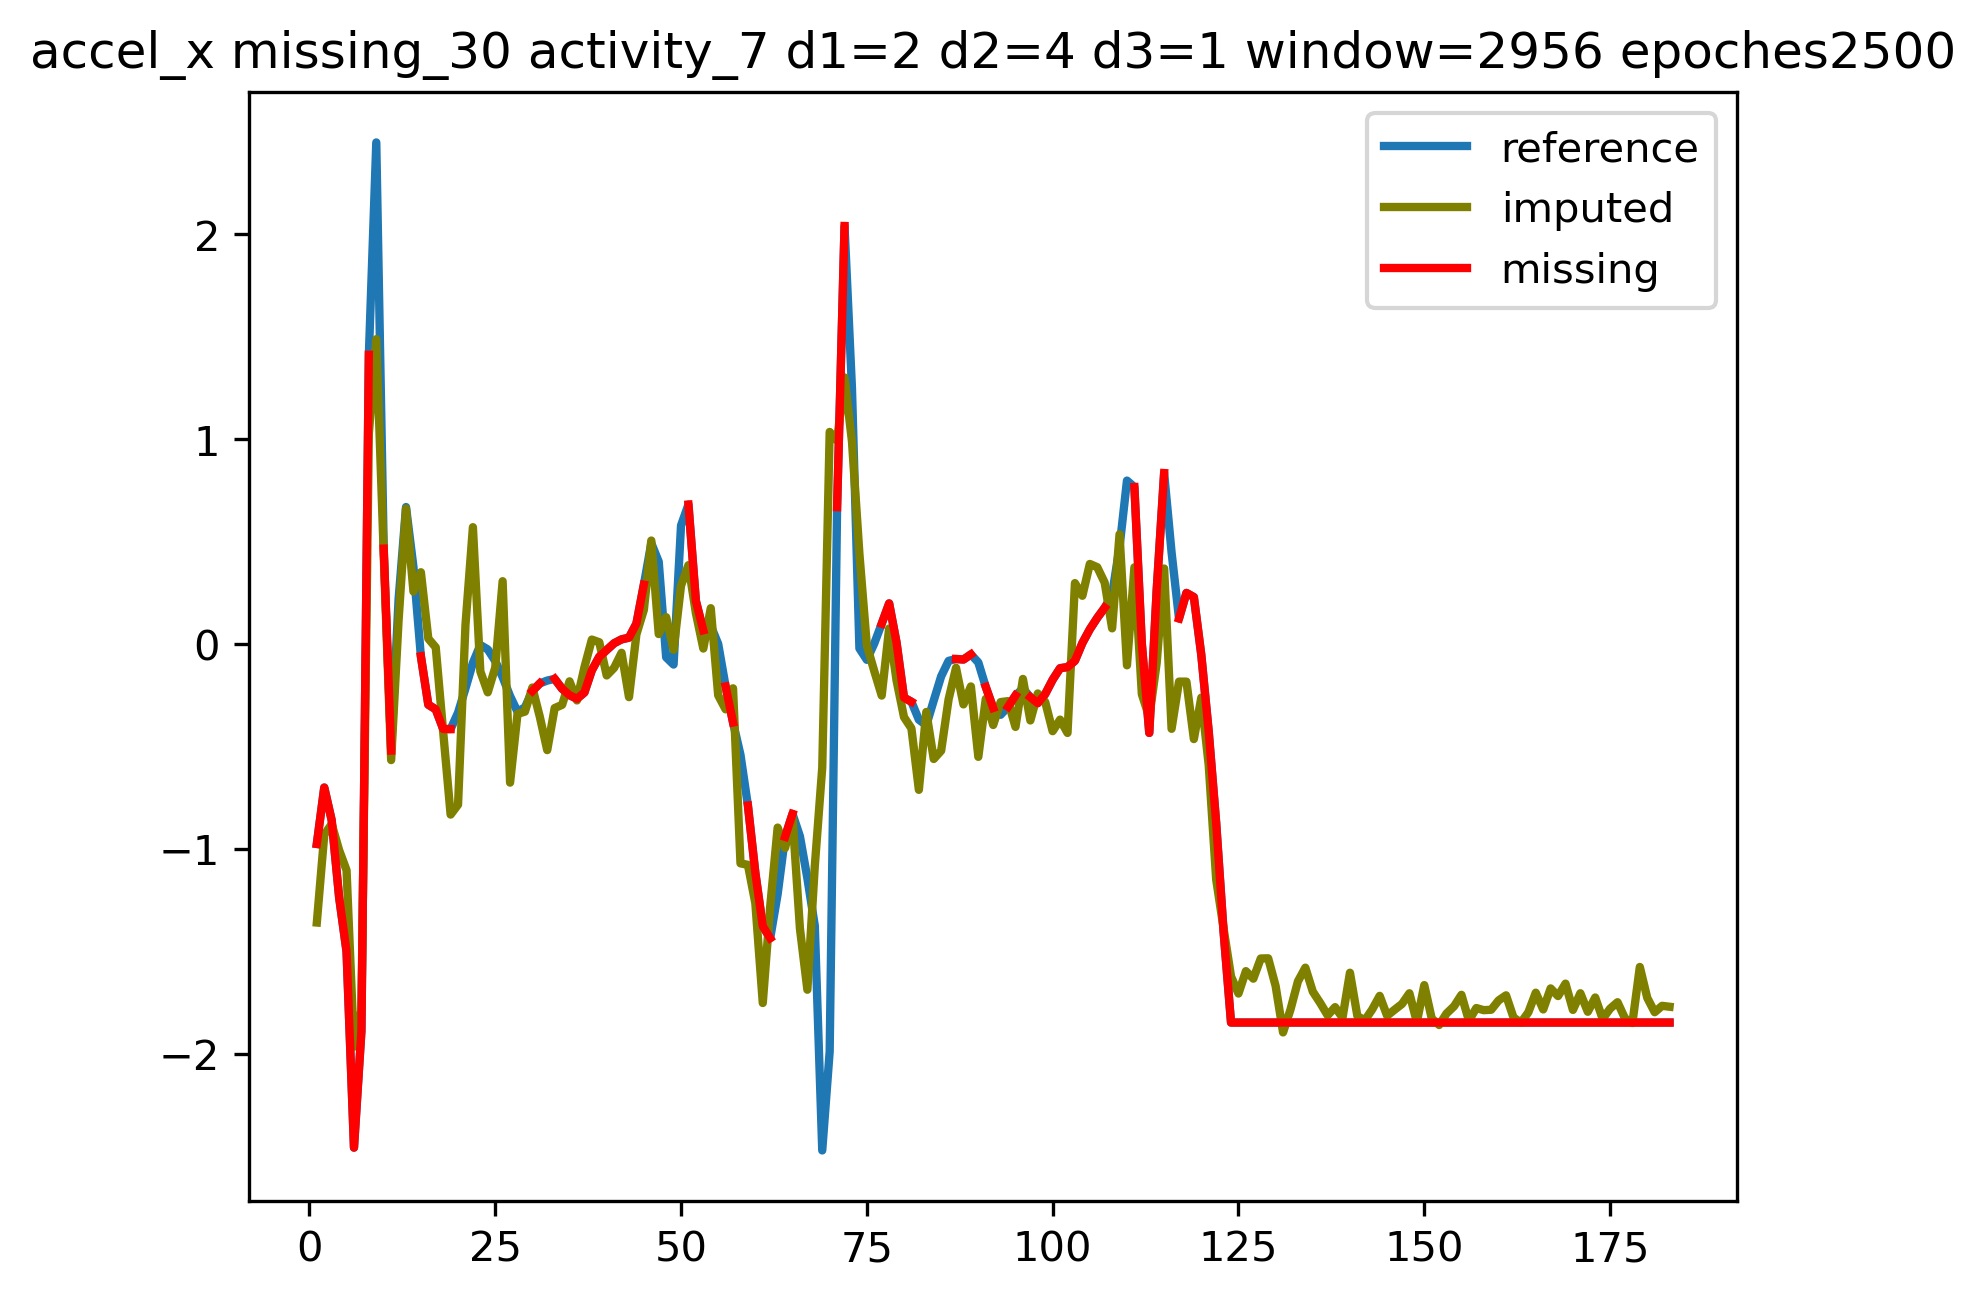 accel_x missing_30 activity_7 d1=2 d2=4 d3=1 window=2956 epoches2500
reference
imputed
missing
2
1
0
−1
−2
0 25 50 75 100 125 150 175